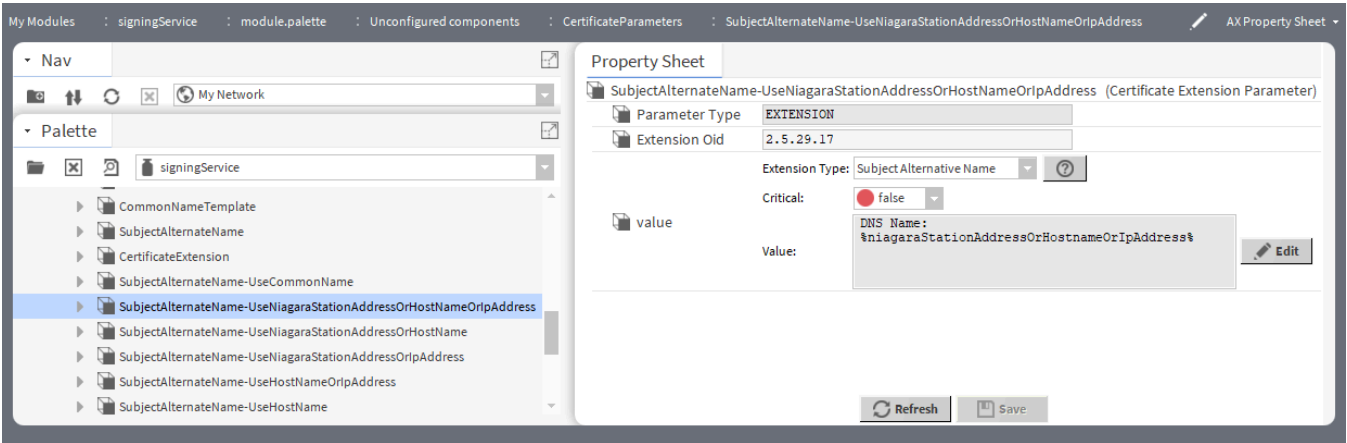 My Modules : signingService : module.palette : Unconfigured components : CertificateParameters : SubjectAlternateName-UseNiagaraStationAddressOrHostNameOrIpAddress AX Property Sheet
Nav
My Network
Palette
signingService
CommonNameTemplate
SubjectAlternateName
CertificateExtension
SubjectAlternateName-UseCommonName
SubjectAlternateName-UseNiagaraStationAddressOrHostNameOrIpAddress
SubjectAlternateName-UseNiagaraStationAddressOrHostName
SubjectAlternateName-UseNiagaraStationAddressOrIpAddress
SubjectAlternateName-UseHostNameOrIpAddress
SubjectAlternateName-UseHostName
Property Sheet
SubjectAlternateName-UseNiagaraStationAddressOrHostNameOrIpAddress (Certificate Extension Parameter)
Parameter Type EXTENSION
Extension Oid 2.5.29.17
value
Extension Type: Subject Alternative Name
Critical: false
Value:
DNS Name:
%niagaraStationAddressOrHostnameOrIpAddress%
Edit
Refresh Save